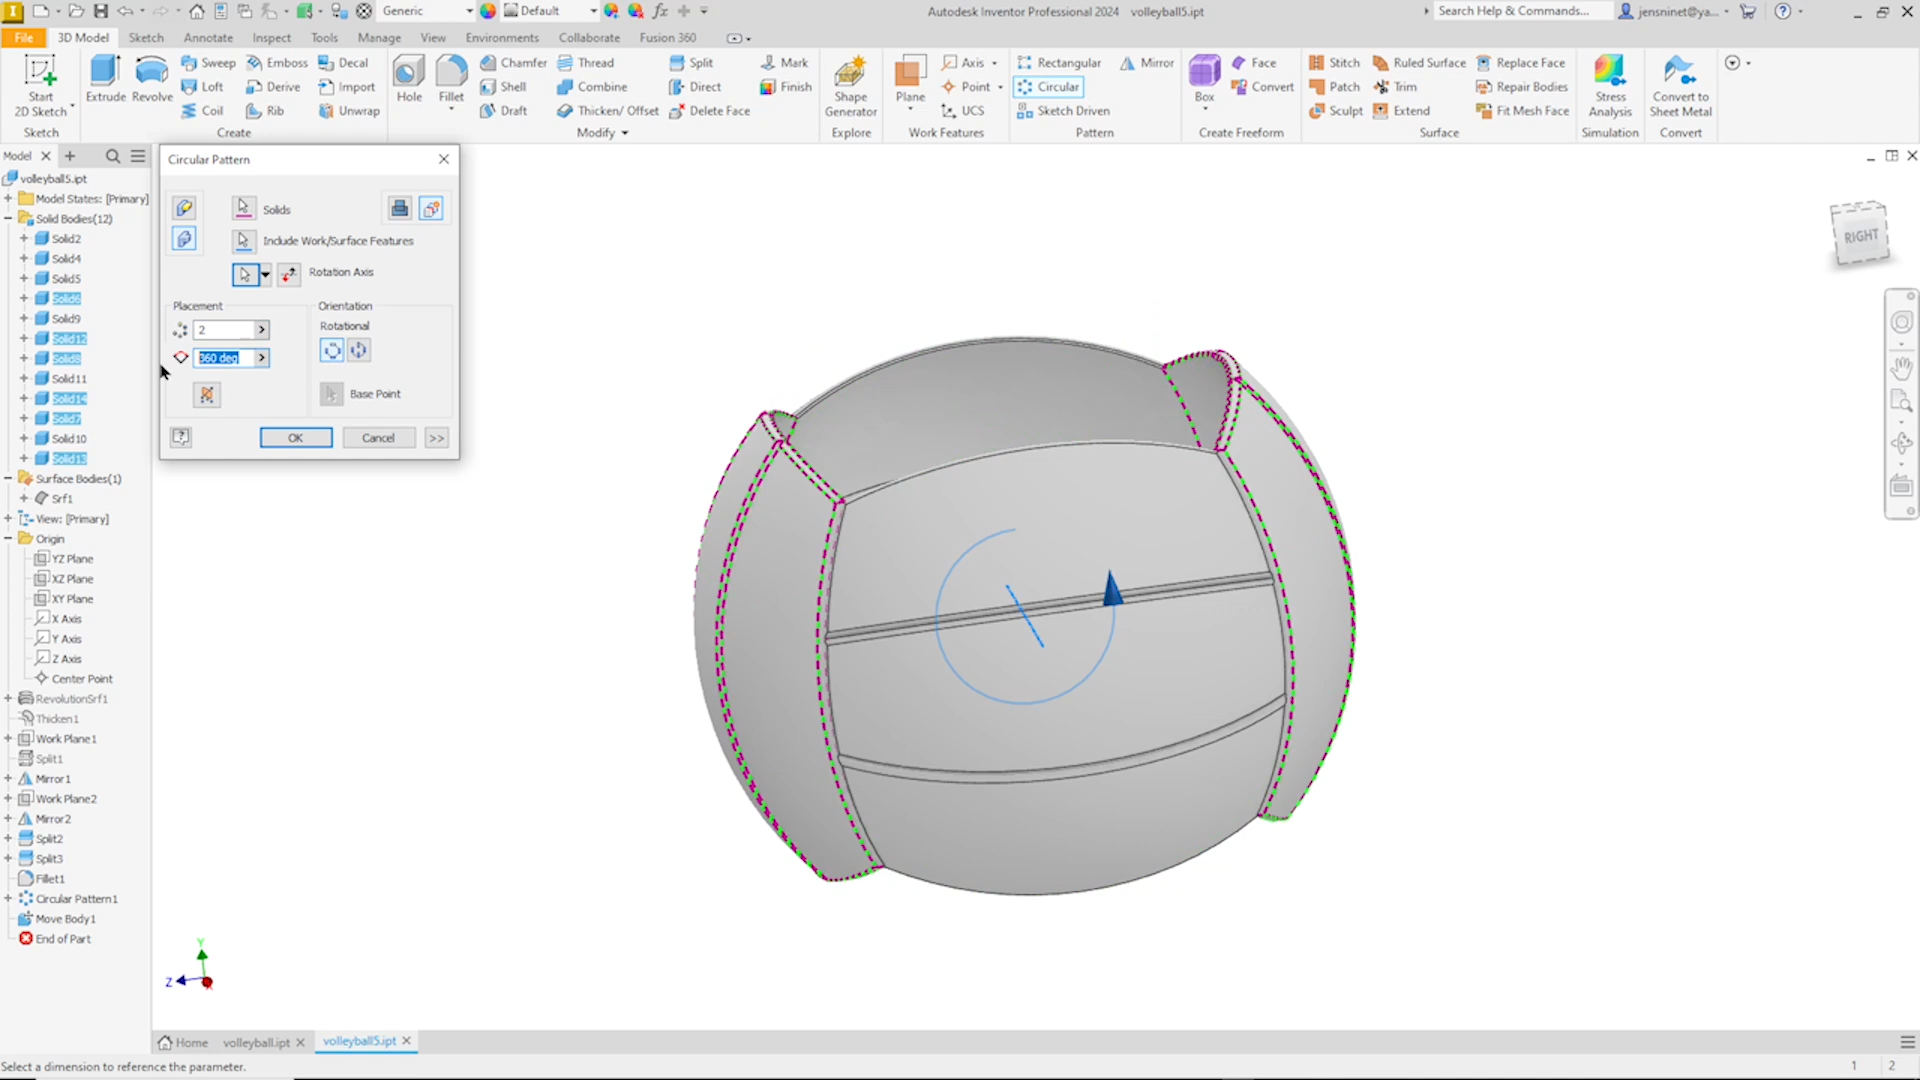 Generic
Default
fx
Autodesk Inventor Professional 2024 volleyball5.ipt
Search Help & Commands...
jensninet@ya...
File
3D Model
Sketch
Annotate
Inspect
Tools
Manage
View
Environments
Collaborate
Fusion 360
Start
2D Sketch
Extrude
Revolve
Sweep
Emboss
Decal
Loft
Derive
Import
Coil
Rib
Unwrap
Hole
Fillet
Chamfer
Thread
Split
Mark
Shell
Combine
Direct
Finish
Draft
Thicken/ Offset
Delete Face
Shape
Generator
Plane
Axis
Point
UCS
Rectangular
Mirror
Circular
Sketch Driven
Box
Face
Convert
Stitch
Ruled Surface
Replace Face
Patch
Trim
Repair Bodies
Sculpt
Extend
Fit Mesh Face
Stress
Analysis
Convert to
Sheet Metal
Sketch
Create
Modify
Explore
Work Features
Pattern
Create Freeform
Surface
Simulation
Convert
Model
volleyball5.ipt
Model States: [Primary]
Solid Bodies(12)
Solid2
Solid4
Solid5
Solid6
Solid9
Solid12
Solid8
Solid11
Solid14
Solid7
Solid10
Solid13
Surface Bodies(1)
Srf1
View: [Primary]
Origin
YZ Plane
XZ Plane
XY Plane
X Axis
Y Axis
Z Axis
Center Point
RevolutionSrf1
Thicken1
Work Plane1
Split1
Mirror1
Work Plane2
Mirror2
Split2
Split3
Fillet1
Circular Pattern1
Move Body1
End of Part
Circular Pattern
Solids
Include Work/Surface Features
Rotation Axis
Placement
2
360 deg
Orientation
Rotational
Base Point
OK
Cancel
>>
RIGHT
Y
Z
Home
volleyball.ipt
volleyball5.ipt
Select a dimension to reference the parameter.
1
2